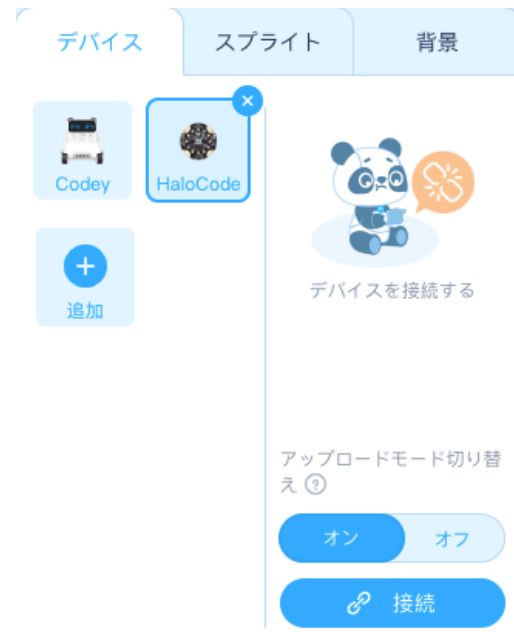 デバイス
スプライト
背景
Codey
HaloCode
追加
デバイスを接続する
アップロードモード切り替
え ?
オン
オフ
接続